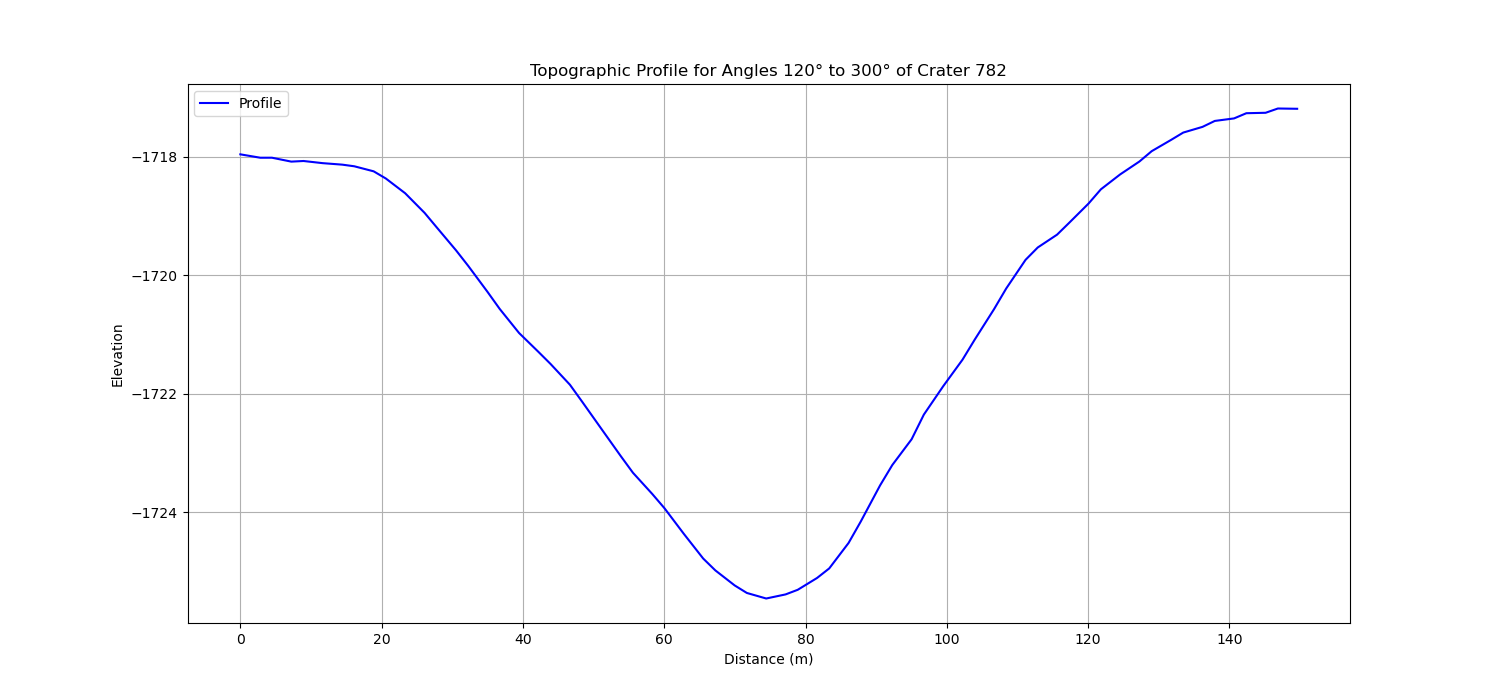 Topographic Profile for Angles 120° to 300° of Crater 782
Profile
−1718
−1720
−1722
−1724
Elevation
0 20 40 60 80 100 120 140
Distance (m)